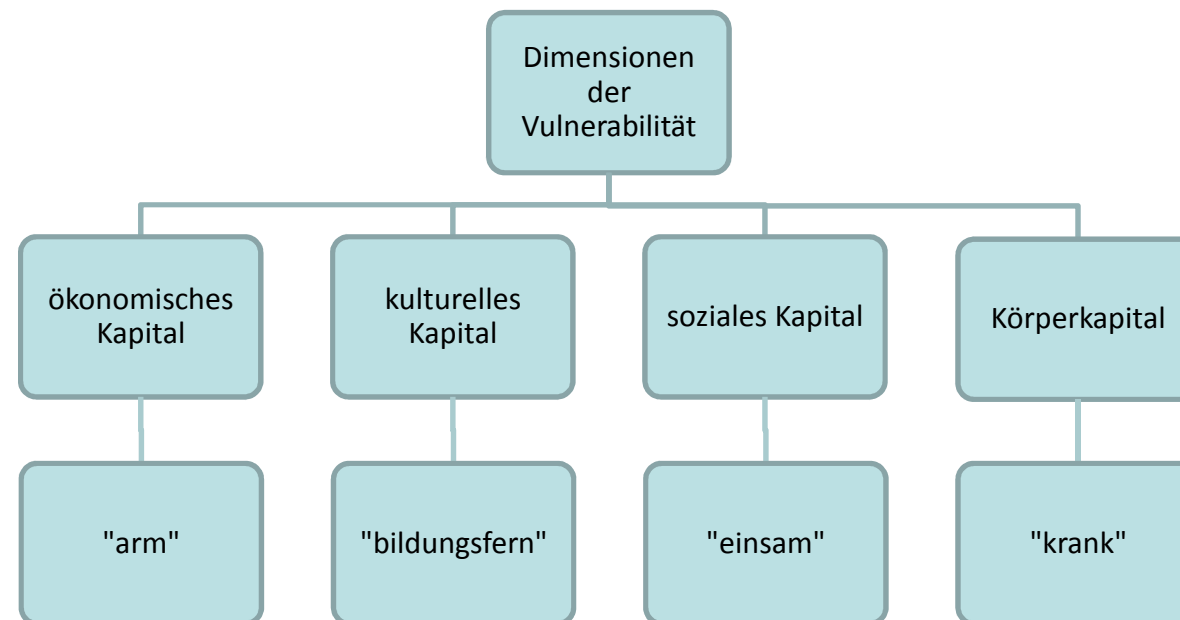 Dimensionen
der
Vulnerabilität
ökonomisches
Kapital
kulturelles
Kapital
soziales Kapital
Körperkapital
"arm"
"bildungsfern"
"einsam"
"krank"